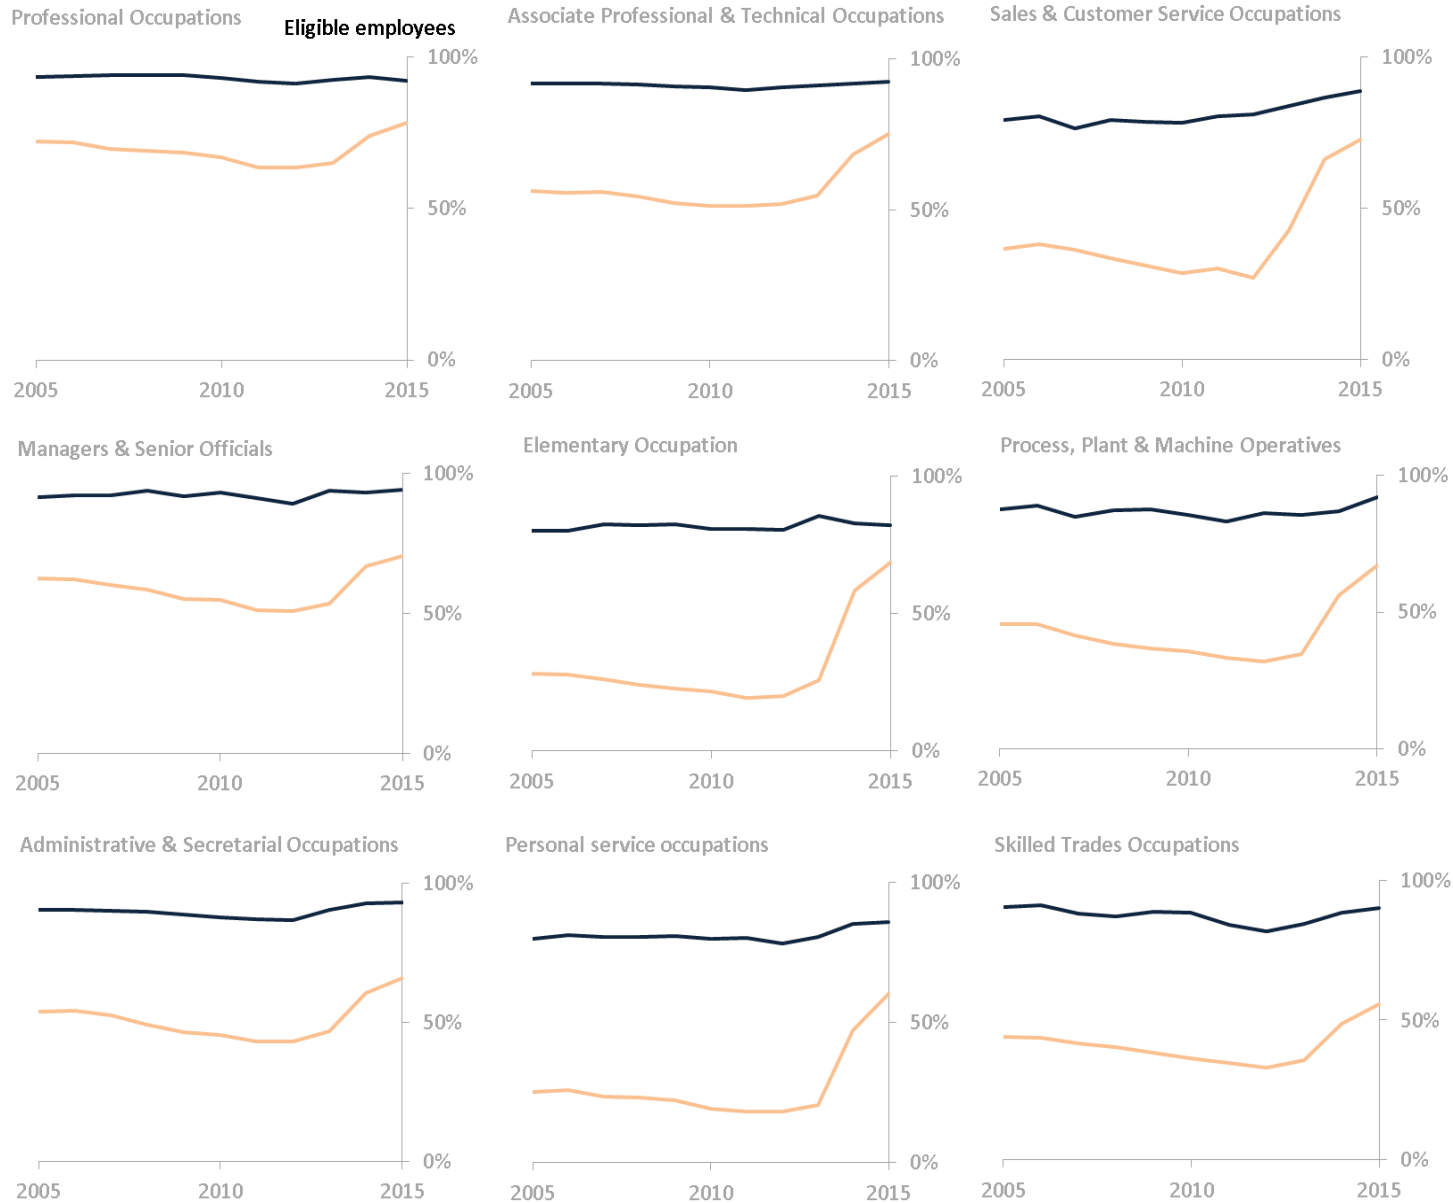 Professional Occupations
Eligible employees
100%
50%
0%
2005 2010 2015
Associate Professional & Technical Occupations
100%
50%
0%
2005 2010 2015
Sales & Customer Service Occupations
100%
50%
0%
2005 2010 2015
Managers & Senior Officials
100%
50%
0%
2005 2010 2015
Elementary Occupation
100%
50%
0%
2005 2010 2015
Process, Plant & Machine Operatives
100%
50%
0%
2005 2010 2015
Administrative & Secretarial Occupations
100%
50%
0%
2005 2010 2015
Personal service occupations
100%
50%
0%
2005 2010 2015
Skilled Trades Occupations
100%
50%
0%
2005 2010 2015